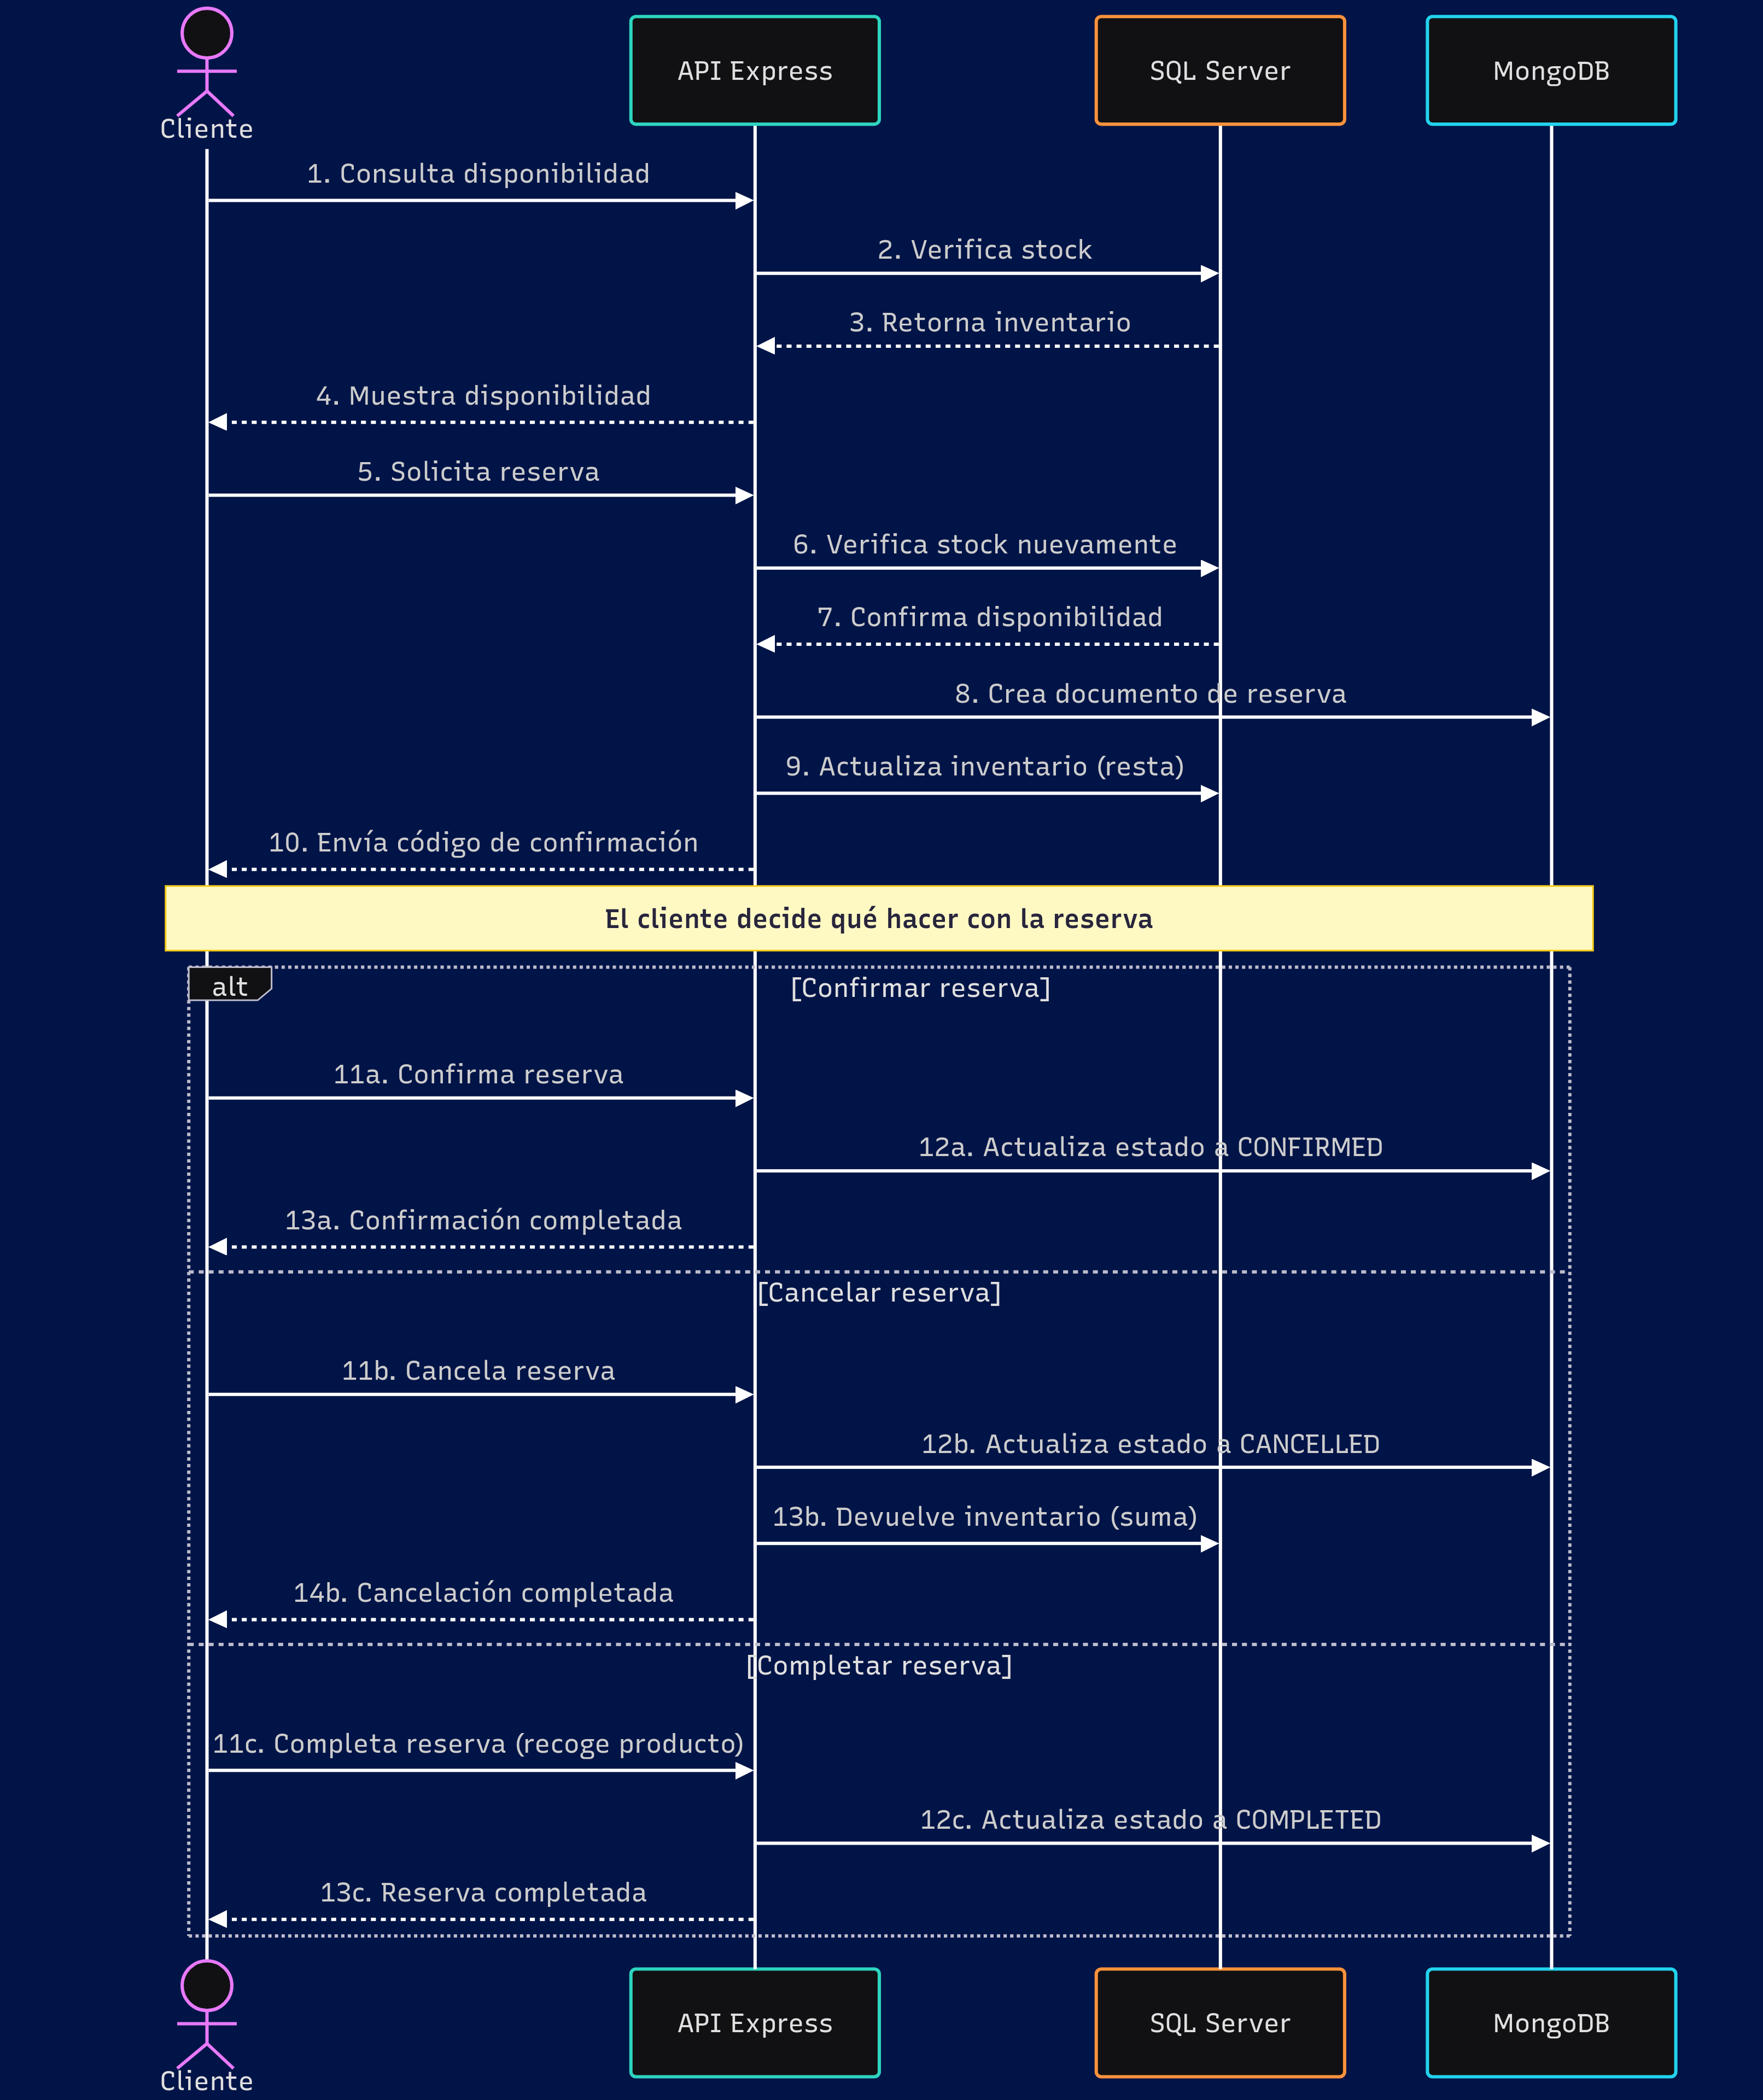 Cliente
API Express
SQL Server
MongoDB
1. Consulta disponibilidad
2. Verifica stock
3. Retorna inventario
4. Muestra disponibilidad
5. Solicita reserva
6. Verifica stock nuevamente
7. Confirma disponibilidad
8. Crea documento de reserva
9. Actualiza inventario (resta)
10. Envía código de confirmación
El cliente decide qué hacer con la reserva
alt
[Confirmar reserva]
11a. Confirma reserva
12a. Actualiza estado a CONFIRMED
13a. Confirmación completada
[Cancelar reserva]
11b. Cancela reserva
12b. Actualiza estado a CANCELLED
13b. Devuelve inventario (suma)
14b. Cancelación completada
[Completar reserva]
11c. Completa reserva (recoge producto)
12c. Actualiza estado a COMPLETED
13c. Reserva completada
Cliente
API Express
SQL Server
MongoDB